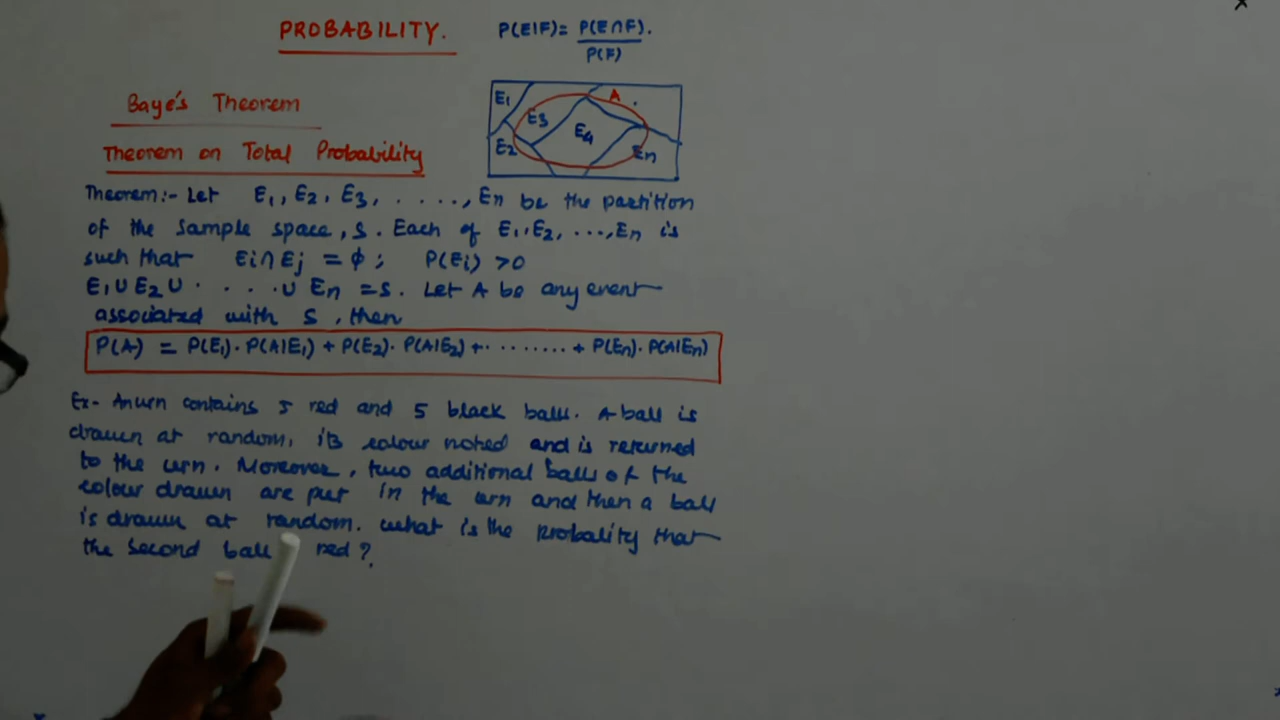 PROBABILITY.
P(E|F) = P(E∩F).
P(F)
E1
A
E3
E4
E2
En
Baye's Theorem
Theorem on Total Probability
Theorem:- Let E1, E2, E3, . . . . ., En be the partition
of the sample space, S. Each of E1, E2, ...,En is
such that Ei∩Ej = ϕ; P(Ei) >0
E1 ∪ E2 ∪ . . . . . ∪ En = S. Let A be any event
associated with S, then
P(A) = P(E1). P(A|E1) + P(E2). P(A|E2) + . . . . . . . . . + P(En). P(A|En)
Ex- An urn contains 5 red and 5 black balls. A ball is
drawn at random, its colour noted and is returned
to the urn. Moreover, two additional balls of the
colour drawn are put in the urn and then a ball
is drawn at random. what is the probality that
the second ball red?